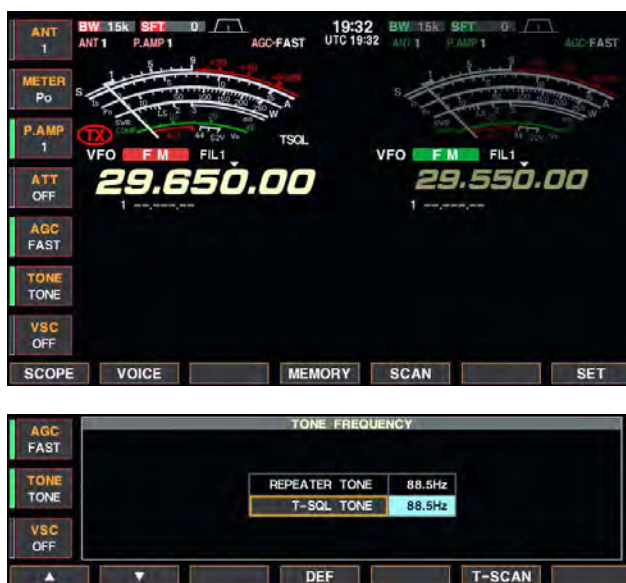 ANT
1
BW 15k SFT 0
19:32
BW 15k SFT 0
ANT 1 P.AMP 1 AGC-FAST
UTC 19:32
ANT 1 P.AMP 1 AGC-FAST
METER
Po
P.AMP
1
TX
TSQL
VFO FM FIL1
VFO FM FIL1
29.650.00
29.550.00
1 --.---.--
1 --.---.--
ATT
OFF
AGC
FAST
TONE
TONE
VSC
OFF
SCOPE VOICE MEMORY SCAN SET
TONE FREQUENCY
AGC
FAST
REPEATER TONE 88.5Hz
TONE
TONE
T-SQL TONE 88.5Hz
VSC
OFF
▲ ▼ DEF T-SCAN